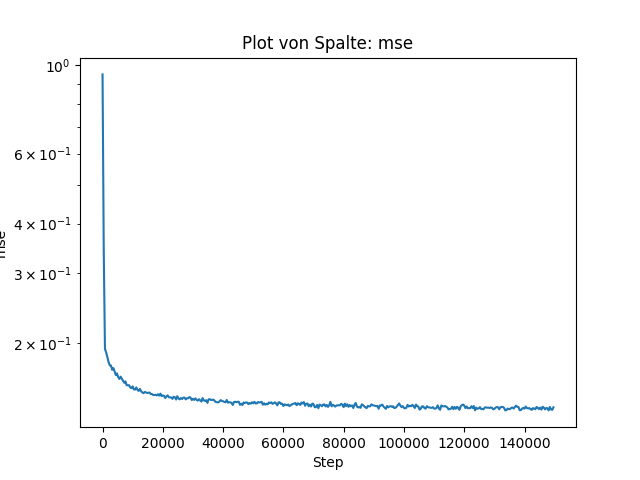 Plot von Spalte: mse
10⁰
6 × 10⁻¹
4 × 10⁻¹
3 × 10⁻¹
2 × 10⁻¹
mse
0 20000 40000 60000 80000 100000 120000 140000
Step